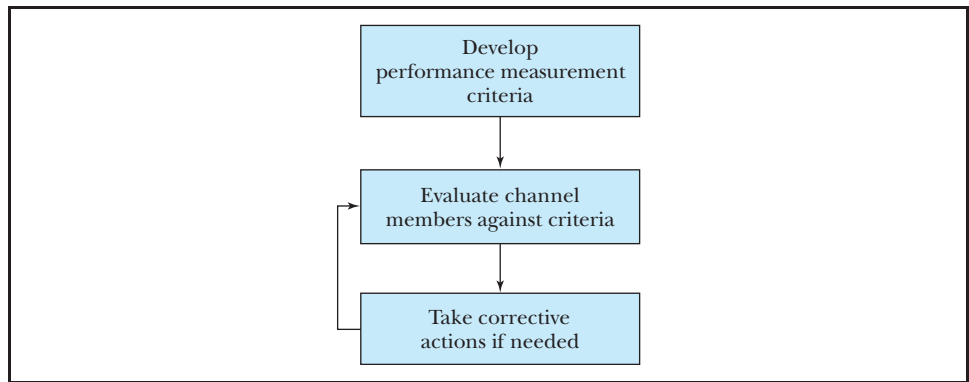 Develop
performance measurement
criteria
Evaluate channel
members against criteria
Take corrective
actions if needed